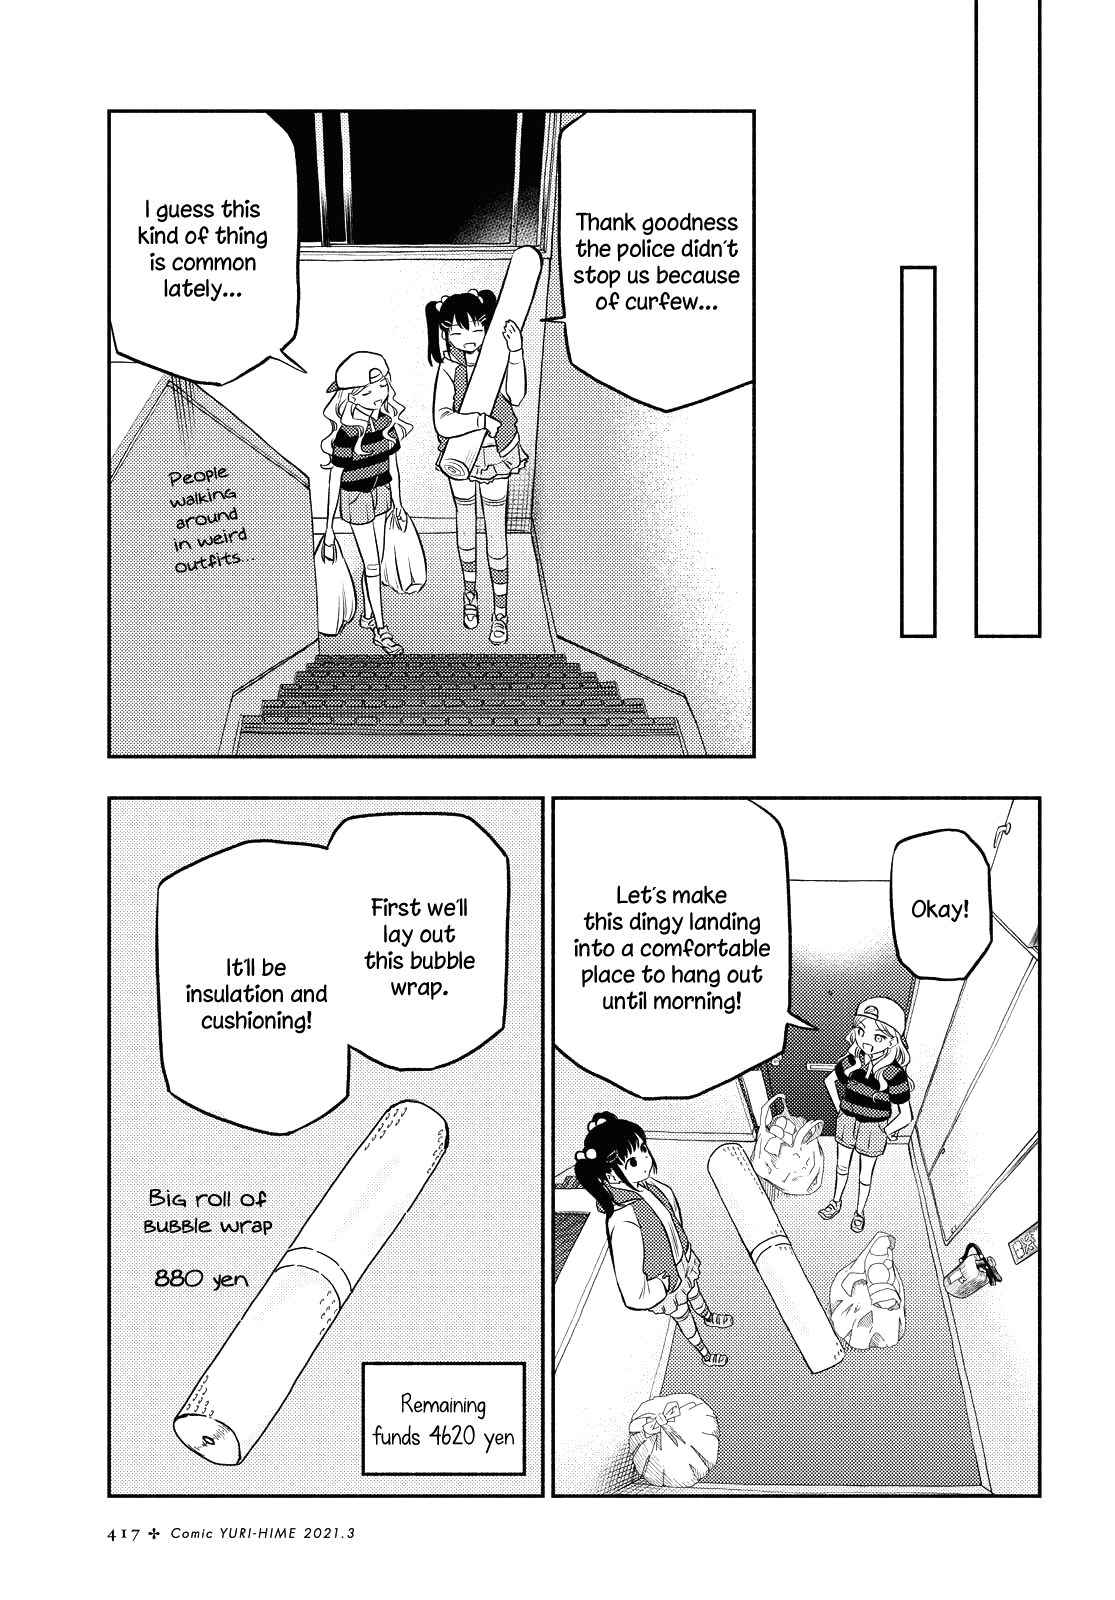 Thank goodness
the police didn't
stop us because
of curfew...
I guess this
kind of thing
is common
lately...
People
walking
around
in weird
outfits...
Okay!
Let's make
this dingy landing
into a comfortable
place to hang out
until morning!
First we'll
lay out
this bubble
wrap.
It'll be
insulation and
cushioning!
Big roll of
bubble wrap
880 yen
Remaining
funds 4620 yen
417 ✢ Comic YURI-HIME 2021.3